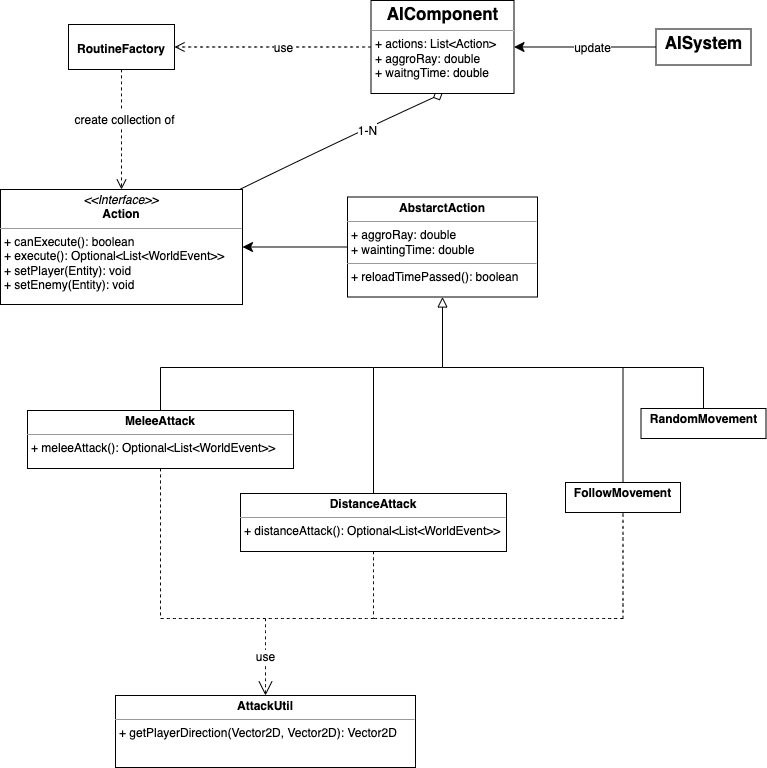 AIComponent
+ actions: List<Action>
+ aggroRay: double
+ waitngTime: double
AISystem
RoutineFactory
use
update
create collection of
1-N
<<Interface>>
Action
+ canExecute(): boolean
+ execute(): Optional<List<WorldEvent>>
+ setPlayer(Entity): void
+ setEnemy(Entity): void
AbstarctAction
+ aggroRay: double
+ waintingTime: double
+ reloadTimePassed(): boolean
MeleeAttack
+ meleeAttack(): Optional<List<WorldEvent>>
RandomMovement
DistanceAttack
+ distanceAttack(): Optional<List<WorldEvent>>
FollowMovement
use
AttackUtil
+ getPlayerDirection(Vector2D, Vector2D): Vector2D